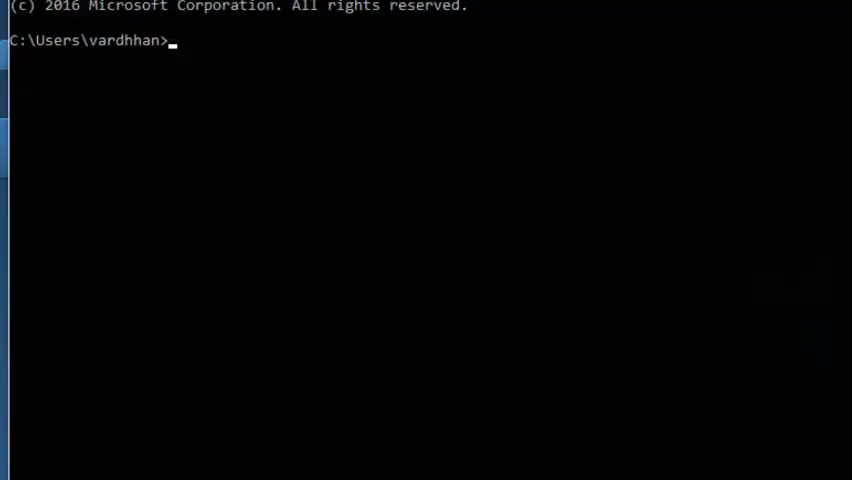 (c) 2016 Microsoft Corporation. All rights reserved.
C:\Users\vardhhan>